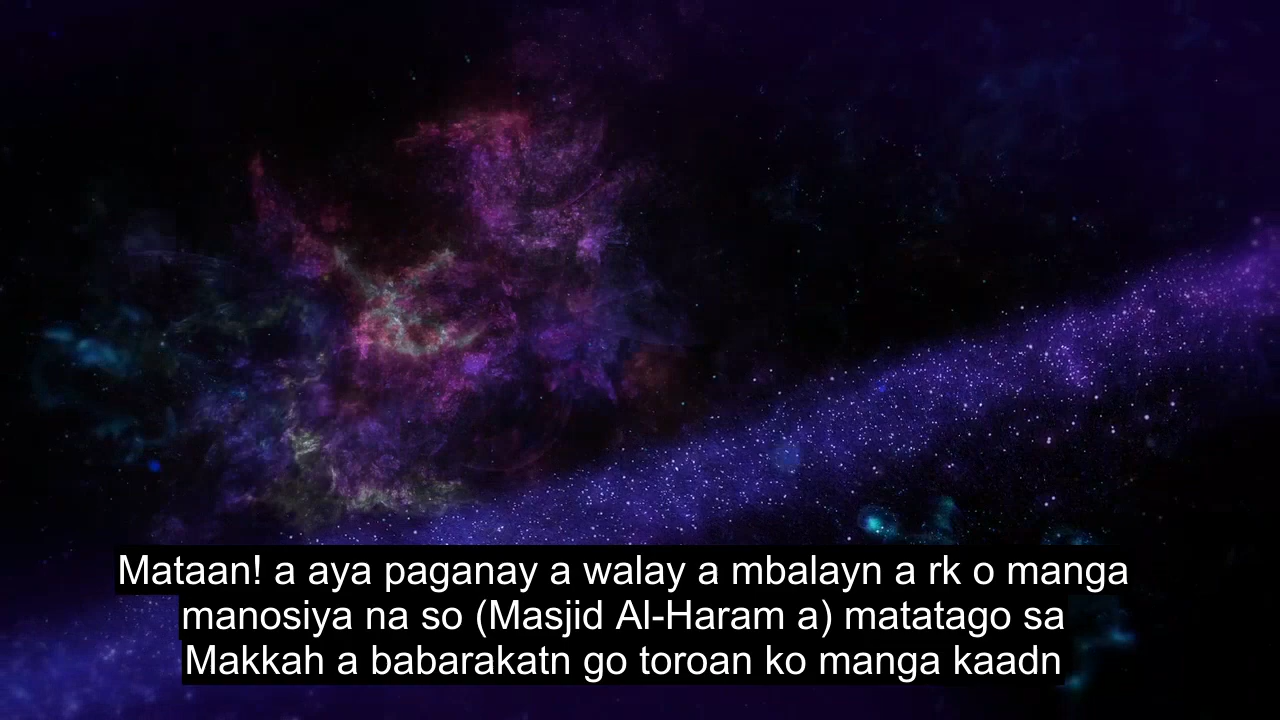 Mataan! a aya paganay a walay a mbalayn a rk o manga
manosiya na so (Masjid Al-Haram a) matatago sa
Makkah a babarakatn go toroan ko manga kaadn